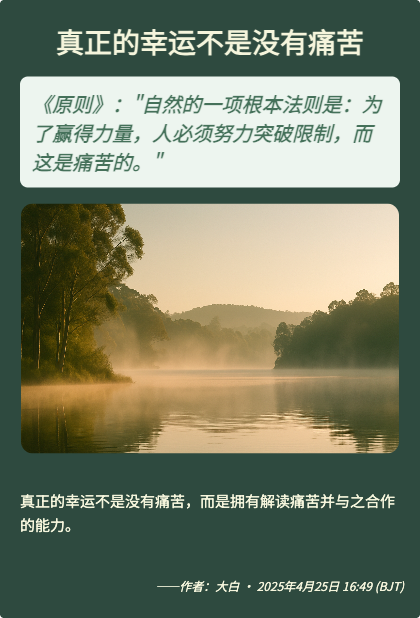 真正的幸运不是没有痛苦
《原则》："自然的一项根本法则是：为
了赢得力量，人必须努力突破限制，而
这是痛苦的。"
真正的幸运不是没有痛苦，而是拥有解读痛苦并与之合作
的能力。
——作者：大白 · 2025年4月25日 16:49 (BJT)